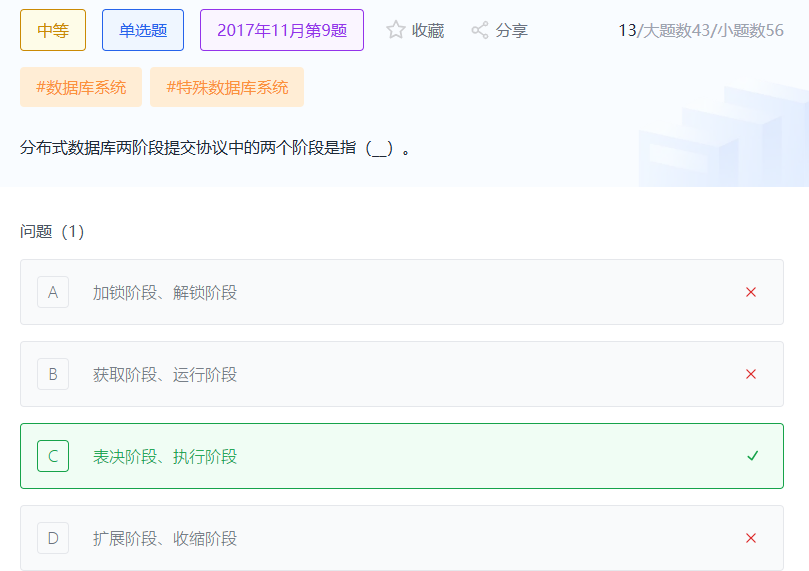 中等 单选题 2017年11月第9题 收藏 分享 13/大题数43/小题数56
#数据库系统 #特殊数据库系统
分布式数据库两阶段提交协议中的两个阶段是指（__）。
问题（1）
A 加锁阶段、解锁阶段
B 获取阶段、运行阶段
C 表决阶段、执行阶段
D 扩展阶段、收缩阶段